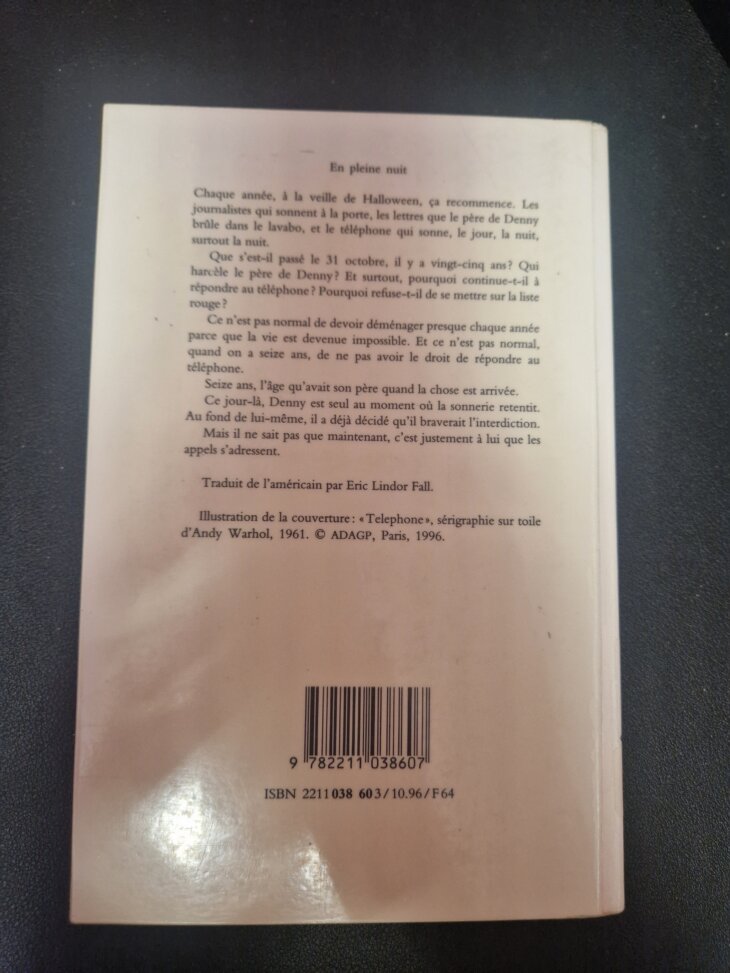 En pleine nuit
Chaque année, à la veille de Halloween, ça recommence. Les
journalistes qui sonnent à la porte, les lettres que le père de Denny
brûle dans le lavabo, et le téléphone qui sonne, le jour, la nuit,
surtout la nuit.
Que s'est-il passé le 31 octobre, il y a vingt-cinq ans? Qui
harcèle le père de Denny? Et surtout, pourquoi continue-t-il à
répondre au téléphone? Pourquoi refuse-t-il de se mettre sur la liste
rouge?
Ce n'est pas normal de devoir déménager presque chaque année
parce que la vie est devenue impossible. Et ce n'est pas normal,
quand on a seize ans, de ne pas avoir le droit de répondre au
téléphone.
Seize ans, l'âge qu'avait son père quand la chose est arrivée.
Ce jour-là, Denny est seul au moment où la sonnerie retentit.
Au fond de lui-même, il a déjà décidé qu'il braverait l'interdiction.
Mais il ne sait pas que maintenant, c'est justement à lui que les
appels s'adressent.
Traduit de l'américain par Eric Lindor Fall.
Illustration de la couverture: «Telephone», sérigraphie sur toile
d'Andy Warhol, 1961. © ADAGP, Paris, 1996.
9 782211 038607
ISBN 2211 038 60 3 / 10.96 / F 64